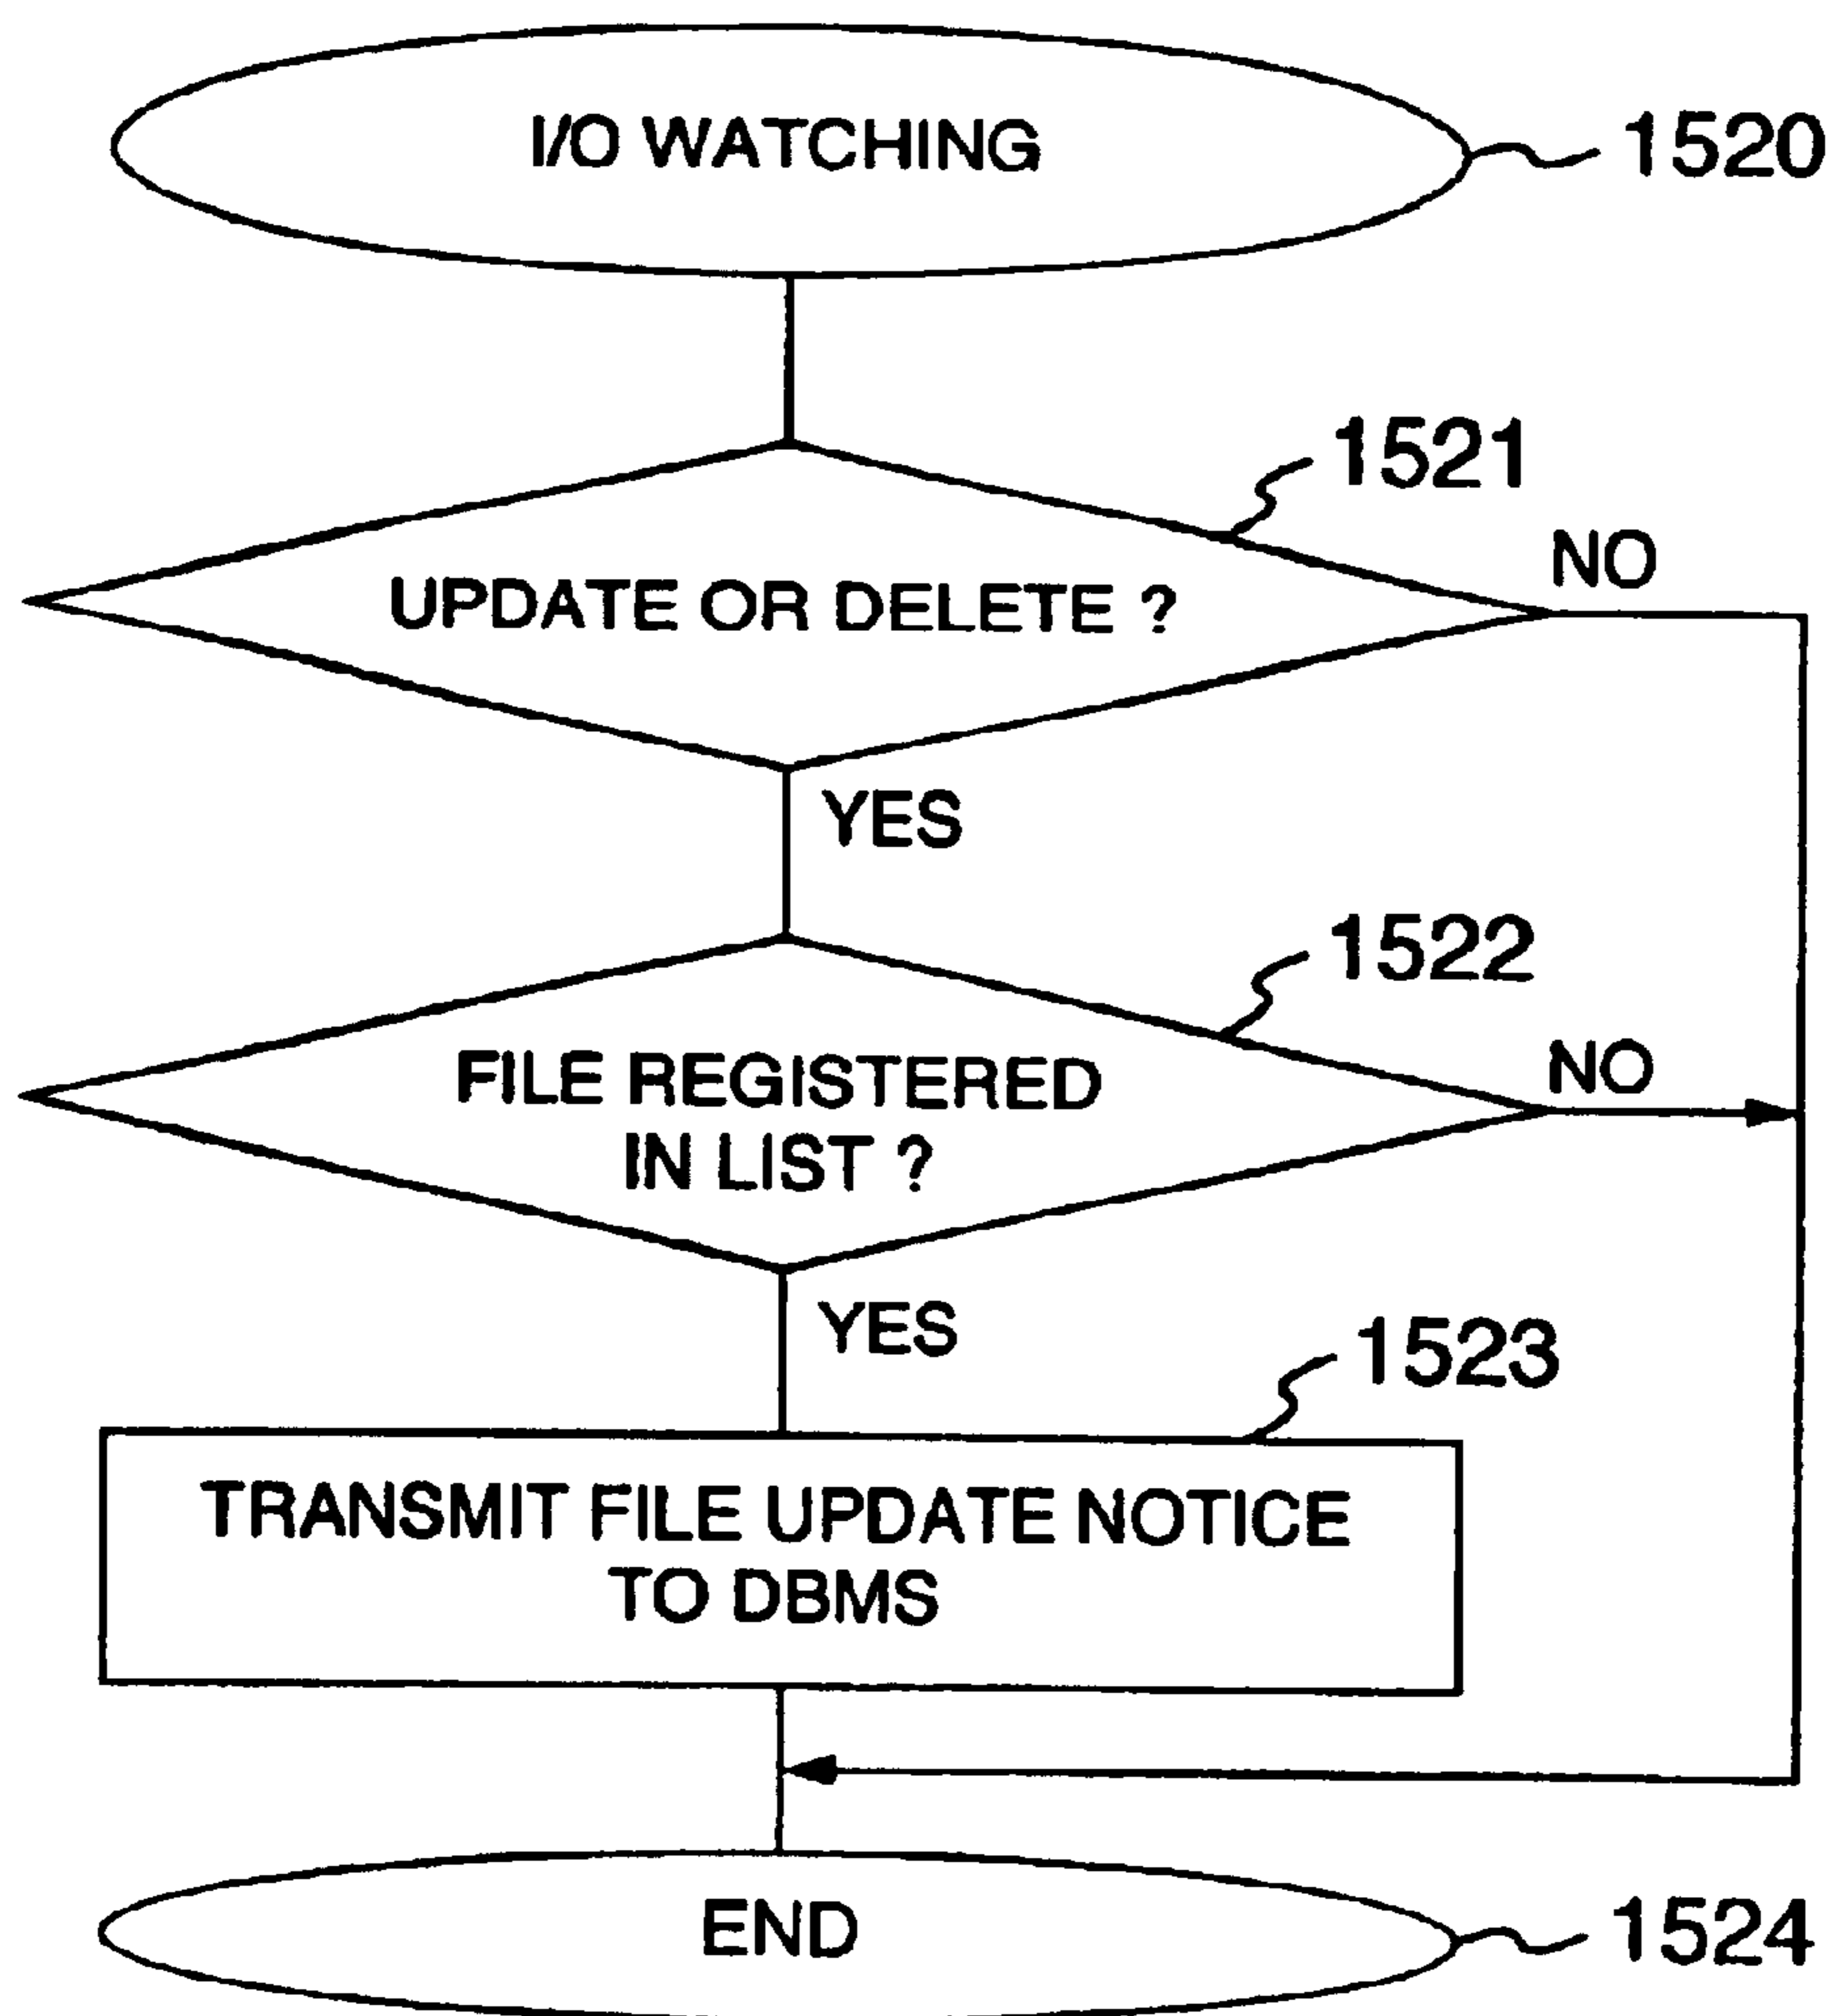 I/O WATCHING
1520
1521
UPDATE OR DELETE ?
NO
YES
1522
FILE REGISTERED
IN LIST ?
NO
YES
1523
TRANSMIT FILE UPDATE NOTICE
TO DBMS
END
1524